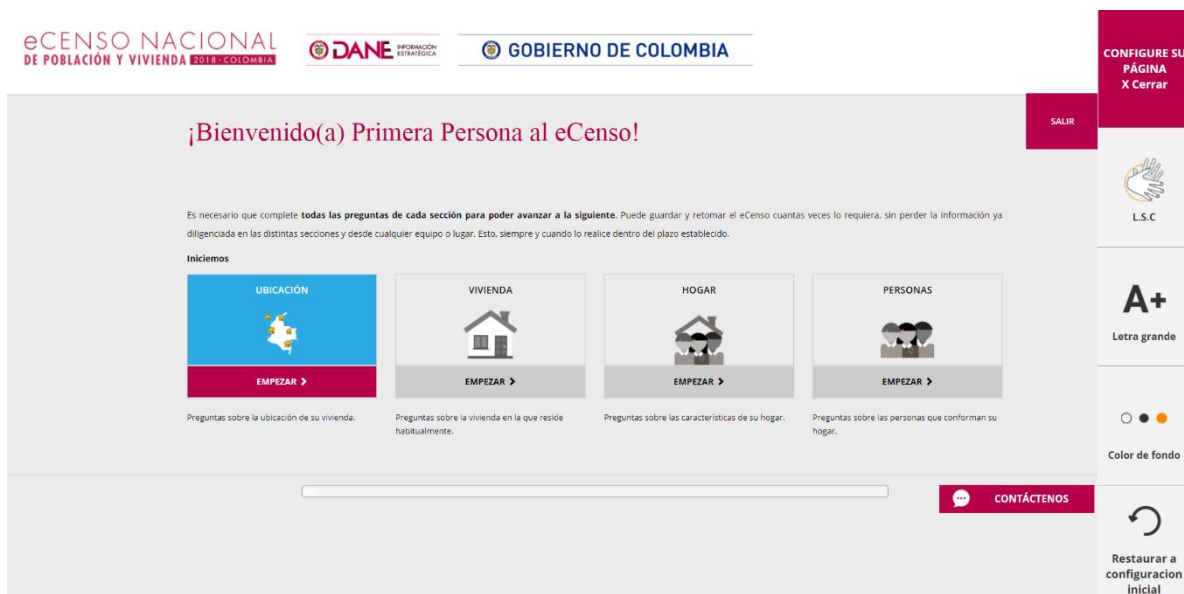 eCENSO NACIONAL
DE POBLACIÓN Y VIVIENDA 2018 - COLOMBIA
DANE INFORMACIÓN
ESTRATÉGICA
GOBIERNO DE COLOMBIA
CONFIGURE SU
PÁGINA
X Cerrar
SALIR
¡Bienvenido(a) Primera Persona al eCenso!
L.S.C
Es necesario que complete todas las preguntas de cada sección para poder avanzar a la siguiente. Puede guardar y retomar el eCenso cuantas veces lo requiera, sin perder la información ya
diligenciada en las distintas secciones y desde cualquier equipo o lugar. Esto, siempre y cuando lo realice dentro del plazo establecido.
Iniciemos
UBICACIÓN
VIVIENDA
HOGAR
PERSONAS
EMPEZAR
EMPEZAR
EMPEZAR
EMPEZAR
Preguntas sobre la ubicación de su vivienda.
Preguntas sobre la vivienda en la que reside
habitualmente.
Preguntas sobre las características de su hogar.
Preguntas sobre las personas que conforman su
hogar.
A+
Letra grande
Color de fondo
CONTÁCTENOS
Restaurar a
configuracion
inicial